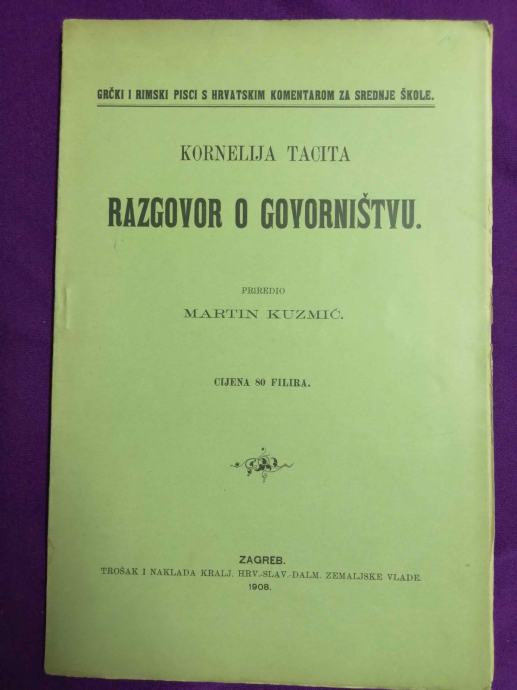 GRČKI I RIMSKI PISCI S HRVATSKIM KOMENTAROM ZA SREDNJE ŠKOLE.
KORNELIJA TACITA
RAZGOVOR O GOVORNIŠTVU.
PRIREDIO
MARTIN KUZMIĆ.
CIJENA 80 FILIRA.
ZAGREB.
TROŠAK I NAKLADA KRALJ. HRV.-SLAV.-DALM. ZEMALJSKE VLADE.
1908.